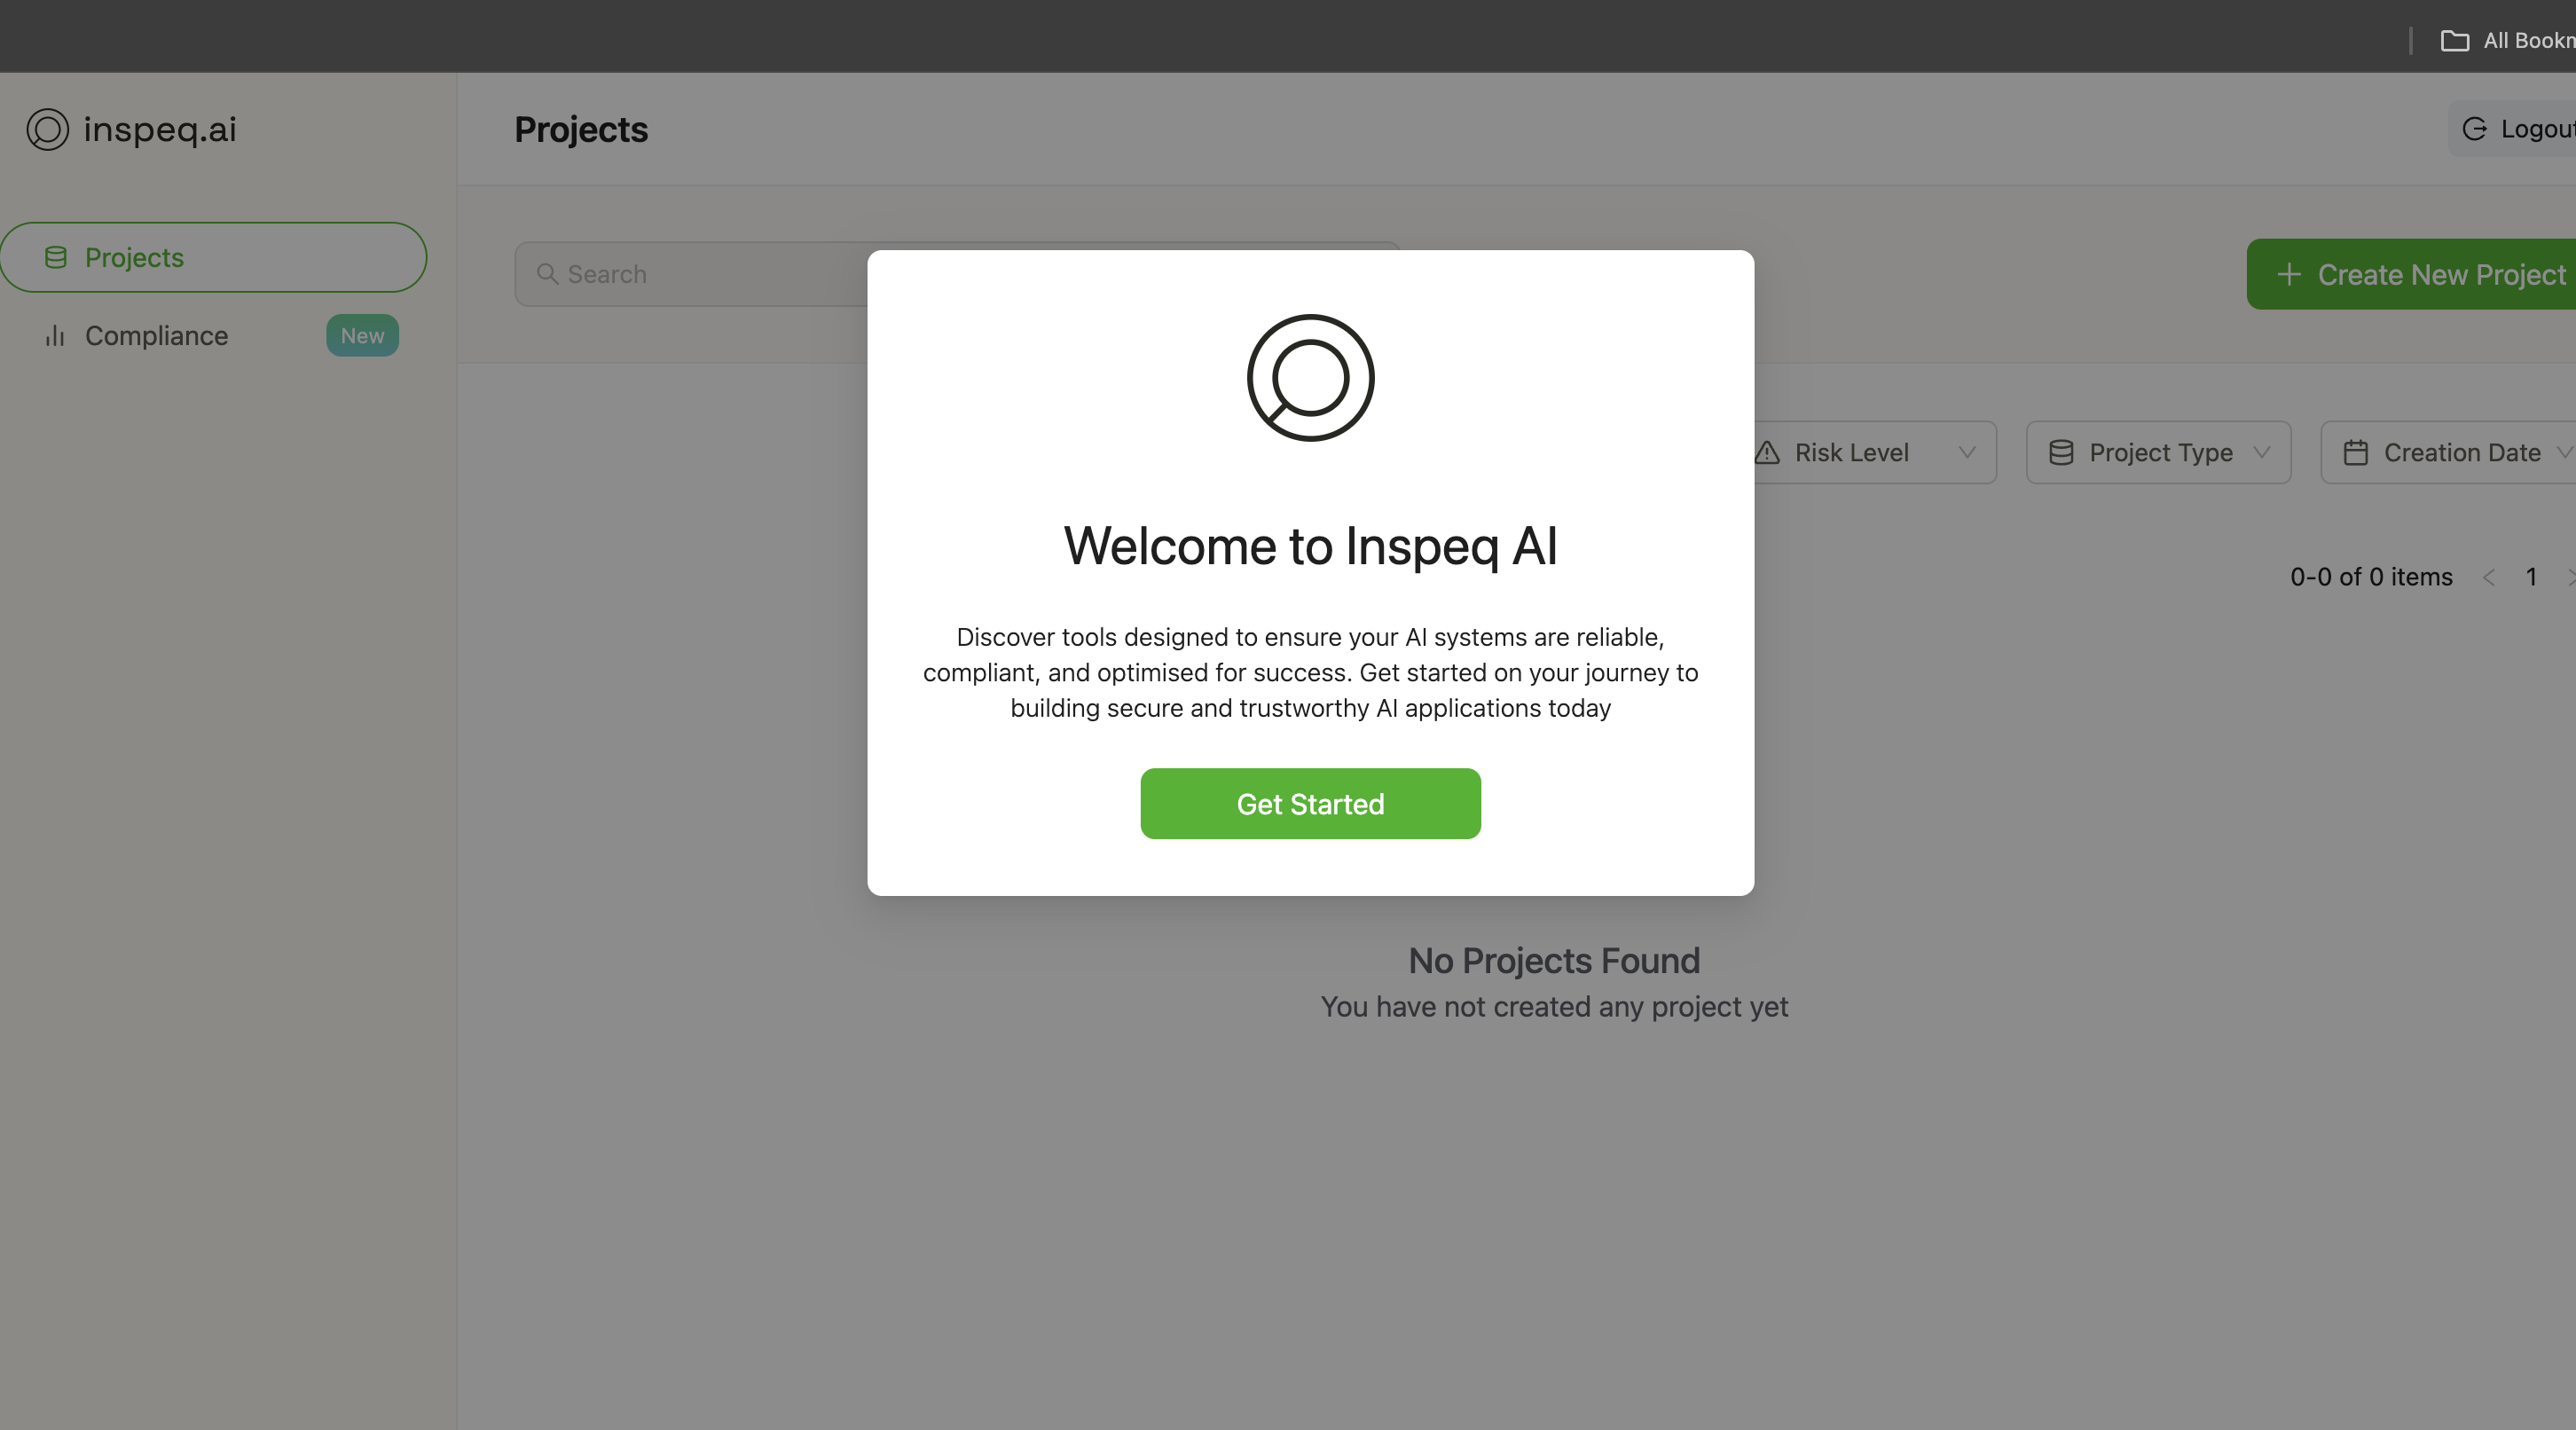 All Bookm
inspeq.ai
Projects
Logout
Projects
Compliance
New
Search
Create New Project
Risk Level
Project Type
Creation Date
0-0 of 0 items
1
Welcome to Inspeq AI
Discover tools designed to ensure your AI systems are reliable,
compliant, and optimised for success. Get started on your journey to
building secure and trustworthy AI applications today
Get Started
No Projects Found
You have not created any project yet